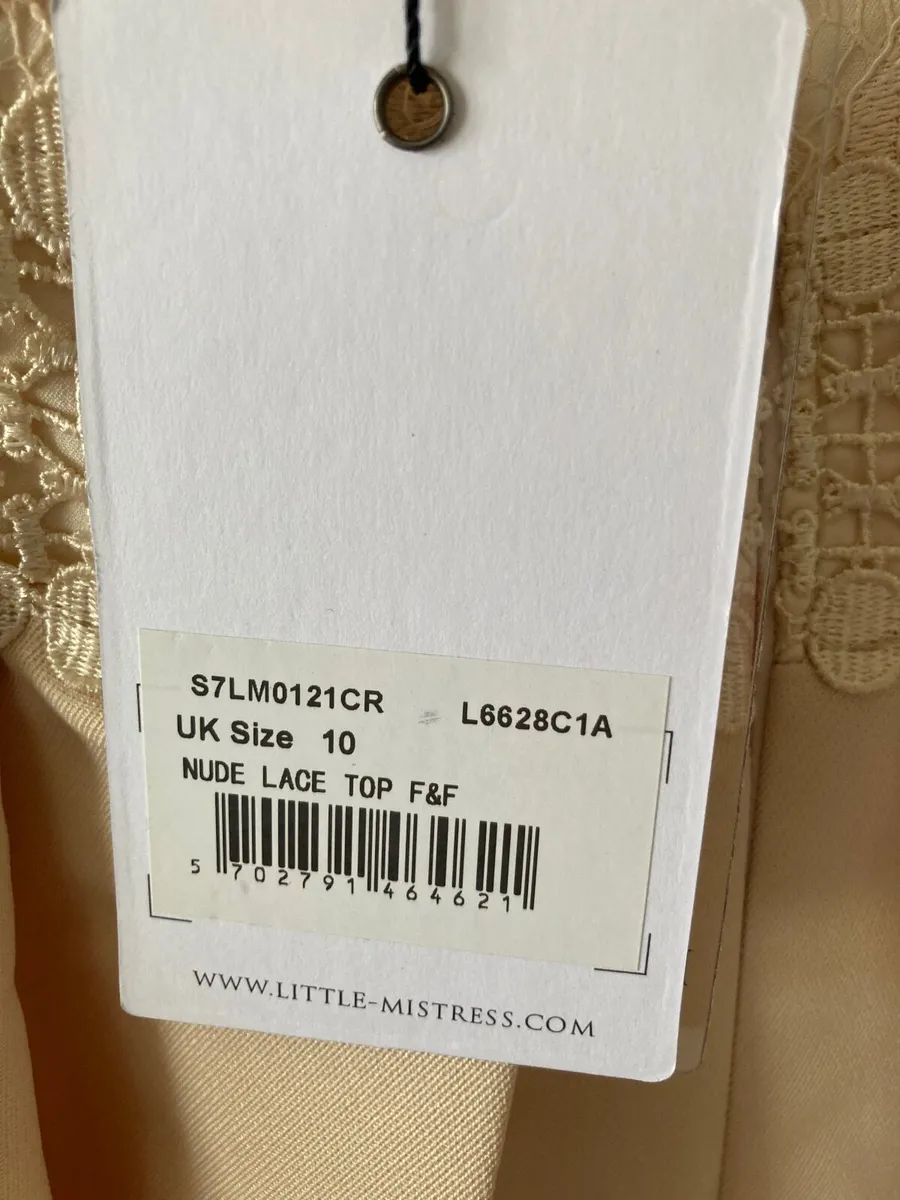 S7LM0121CR L6628C1A
UK Size 10
NUDE LACE TOP F&F
5 702791 464621
WWW.LITTLE-MISTRESS.COM